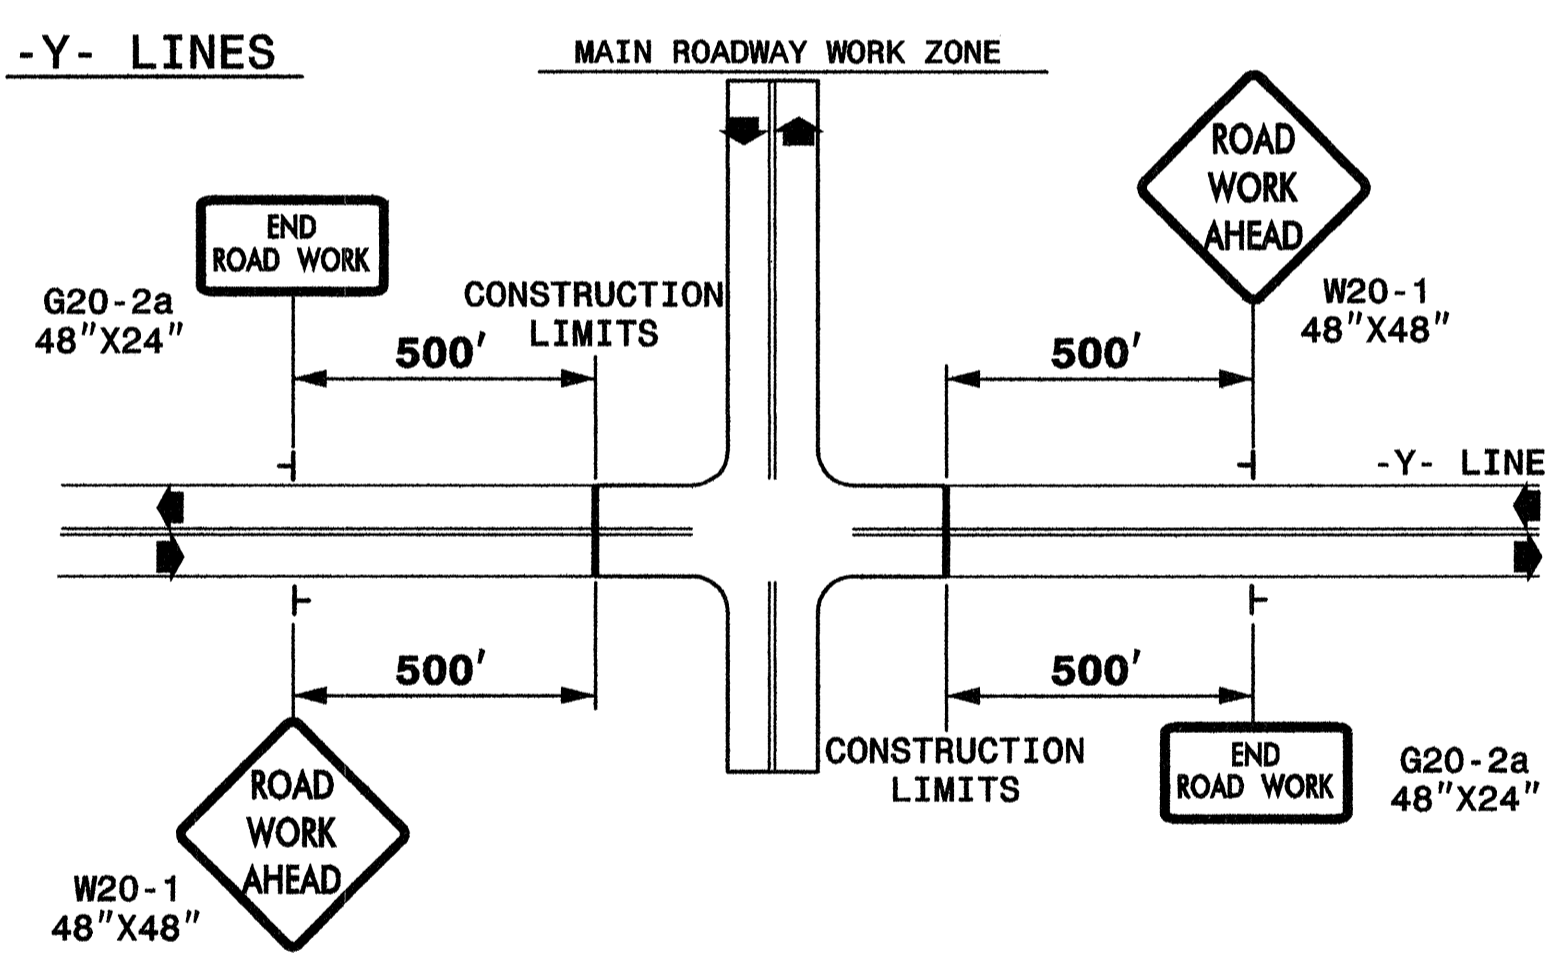 -Y- LINES
MAIN ROADWAY WORK ZONE
ROAD
WORK
AHEAD
W20-1
48"X48"
END
ROAD WORK
G20-2a
48"X24"
CONSTRUCTION
LIMITS
500'
500'
-Y- LINE
500'
500'
ROAD
WORK
AHEAD
W20-1
48"X48"
CONSTRUCTION
LIMITS
END
ROAD WORK
G20-2a
48"X24"